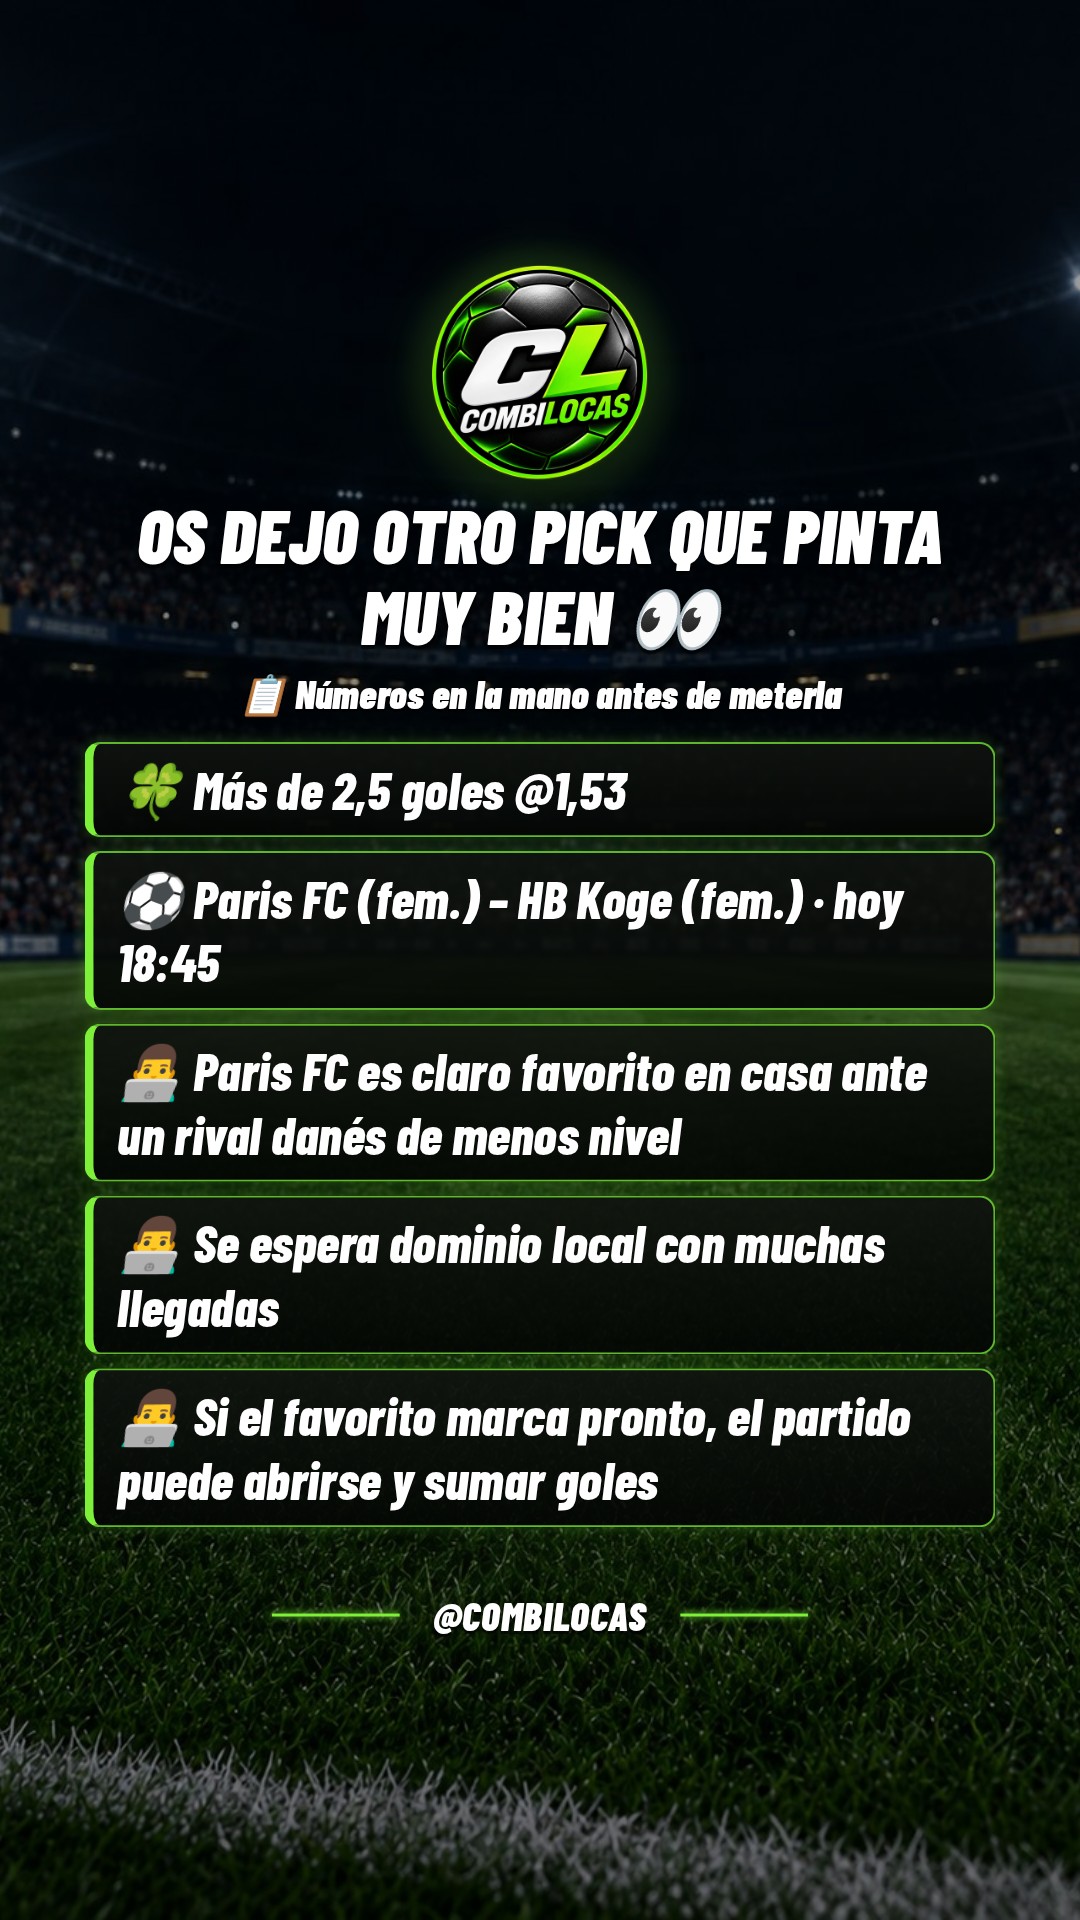 CL
COMBILOCAS
OS DEJO OTRO PICK QUE PINTA
MUY BIEN 👀
📋 Números en la mano antes de meterla
🍀 Más de 2,5 goles @1,53
⚽ Paris FC (fem.) – HB Koge (fem.) · hoy
18:45
👨‍💻 Paris FC es claro favorito en casa ante
un rival danés de menos nivel
👨‍💻 Se espera dominio local con muchas
llegadas
👨‍💻 Si el favorito marca pronto, el partido
puede abrirse y sumar goles
@COMBILOCAS